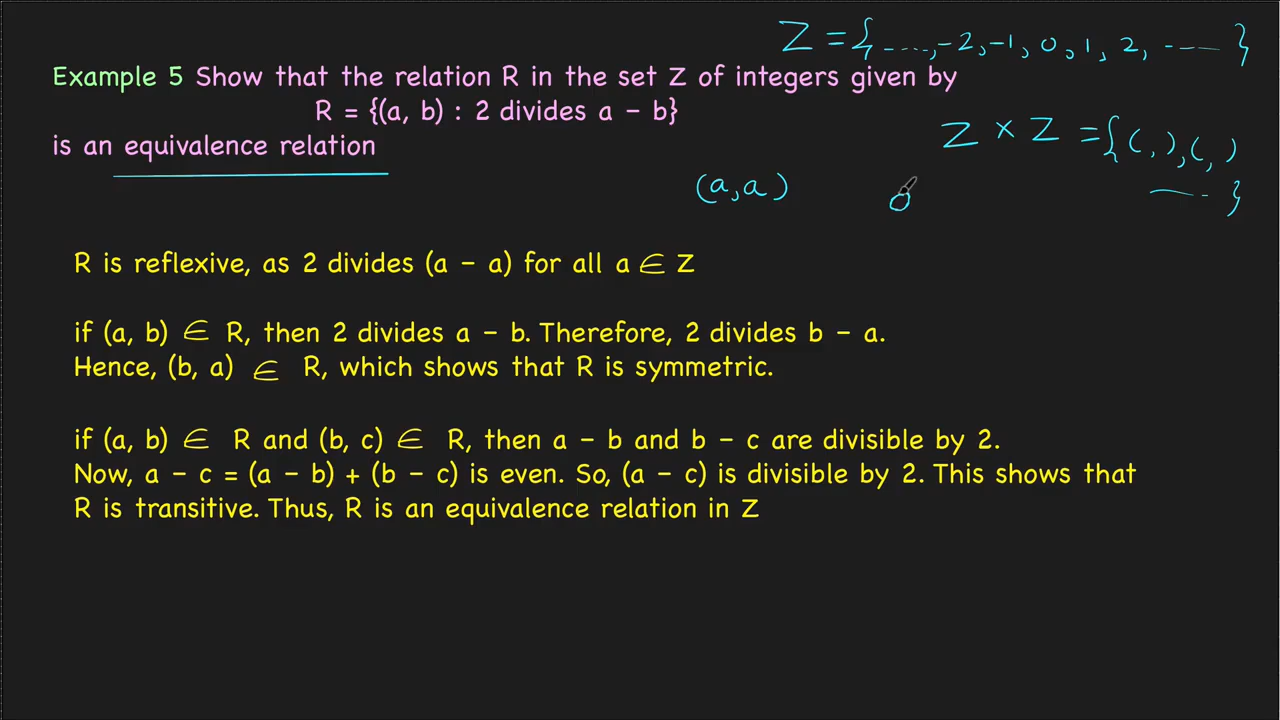 Z = {....,-2,-1,0,1,2,.....}
Example 5 Show that the relation R in the set Z of integers given by
R = {(a, b) : 2 divides a – b}
is an equivalence relation
Z × Z = {(,),(,)
.... }
(a,a)
R is reflexive, as 2 divides (a – a) for all a ∈ Z
if (a, b) ∈ R, then 2 divides a – b. Therefore, 2 divides b – a.
Hence, (b, a) ∈ R, which shows that R is symmetric.
if (a, b) ∈ R and (b, c) ∈ R, then a – b and b – c are divisible by 2.
Now, a – c = (a – b) + (b – c) is even. So, (a – c) is divisible by 2. This shows that
R is transitive. Thus, R is an equivalence relation in Z